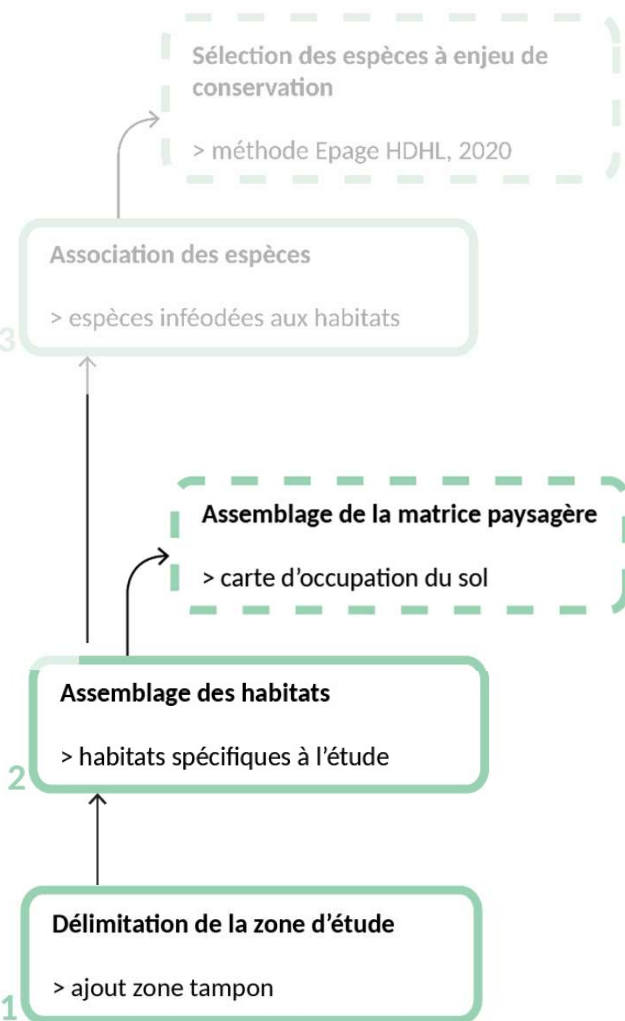 Sélection des espèces à enjeu de
conservation
> méthode Epage HDHL, 2020
Association des espèces
> espèces inféodées aux habitats
3
Assemblage de la matrice paysagère
> carte d’occupation du sol
Assemblage des habitats
> habitats spécifiques à l’étude
2
Délimitation de la zone d’étude
> ajout zone tampon
1